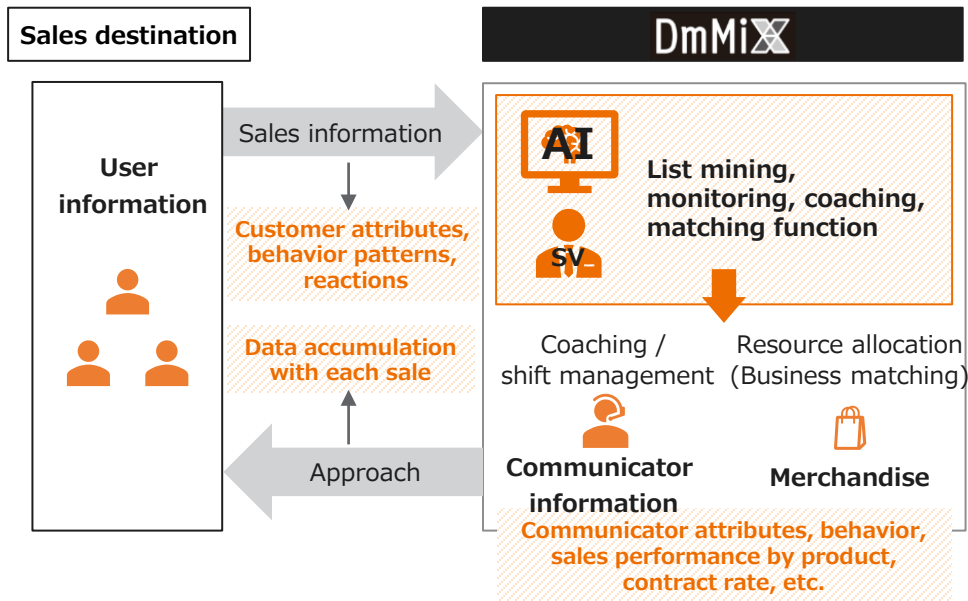 Sales destination
DmMiX
User
information
Sales information
Customer attributes,
behavior patterns,
reactions
Data accumulation
with each sale
Approach
AI
SV
List mining,
monitoring, coaching,
matching function
Coaching /
shift management
Resource allocation
(Business matching)
Communicator
information
Merchandise
Communicator attributes, behavior,
sales performance by product,
contract rate, etc.